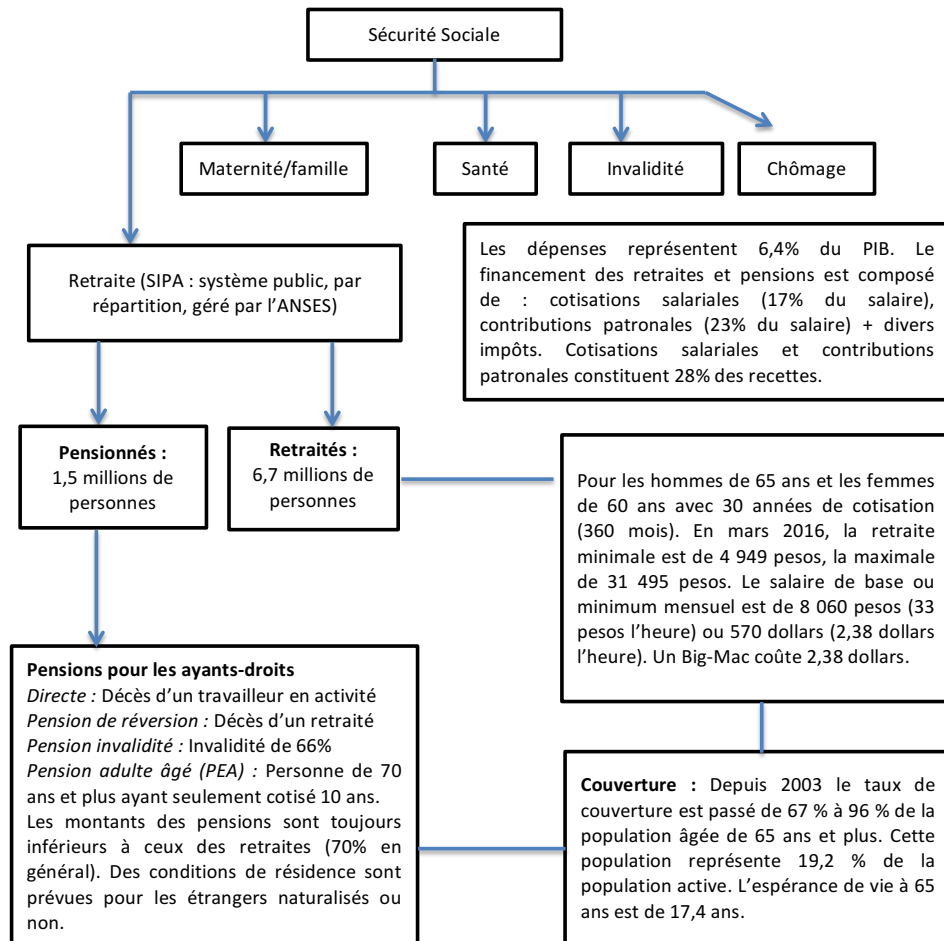 Sécurité Sociale
Maternité/famille
Santé
Invalidité
Chômage
Les dépenses représentent 6,4% du PIB. Le
financement des retraites et pensions est composé
de : cotisations salariales (17% du salaire),
contributions patronales (23% du salaire) + divers
impôts. Cotisations salariales et contributions
patronales constituent 28% des recettes.
Retraite (SIPA : système public, par
répartition, géré par l’ANSES)
Pensionnés :
1,5 millions de
personnes
Retraités :
6,7 millions de
personnes
Pour les hommes de 65 ans et les femmes
de 60 ans avec 30 années de cotisation
(360 mois). En mars 2016, la retraite
minimale est de 4 949 pesos, la maximale
de 31 495 pesos. Le salaire de base ou
minimum mensuel est de 8 060 pesos (33
pesos l’heure) ou 570 dollars (2,38 dollars
l’heure). Un Big-Mac coûte 2,38 dollars.
Pensions pour les ayants-droits
Directe : Décès d’un travailleur en activité
Pension de réversion : Décès d’un retraité
Pension invalidité : Invalidité de 66%
Pension adulte âgé (PEA) : Personne de 70
ans et plus ayant seulement cotisé 10 ans.
Les montants des pensions sont toujours
inférieurs à ceux des retraites (70% en
général). Des conditions de résidence sont
prévues pour les étrangers naturalisés ou
non.
Couverture : Depuis 2003 le taux de
couverture est passé de 67 % à 96 % de la
population âgée de 65 ans et plus. Cette
population représente 19,2 % de la
population active. L’espérance de vie à 65
ans est de 17,4 ans.